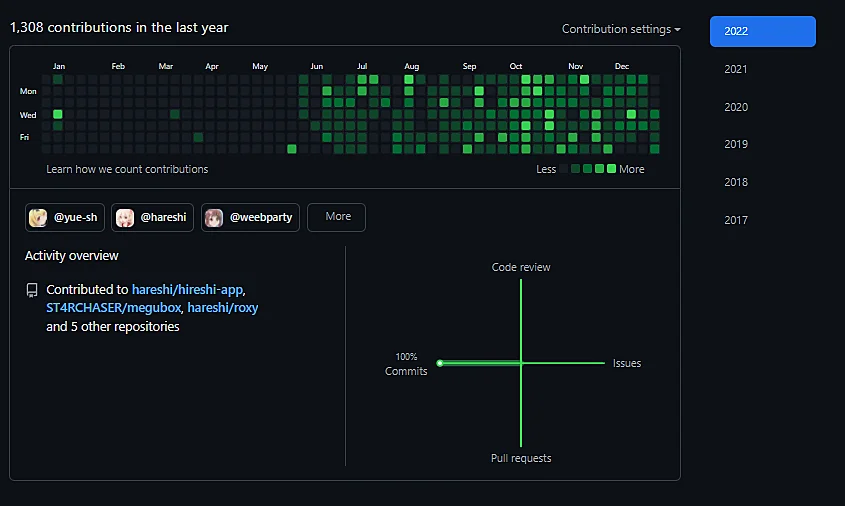 1,308 contributions in the last year
Contribution settings
Jan Feb Mar Apr May Jun Jul Aug Sep Oct Nov Dec
Mon
Wed
Fri
Learn how we count contributions
Less More
@yue-sh @hareshi @weebparty More
Activity overview
Contributed to hareshi/hireshi-app,
ST4RCHASER/megubox, hareshi/roxy
and 5 other repositories
Code review
100%
Commits
Issues
Pull requests
2022
2021
2020
2019
2018
2017